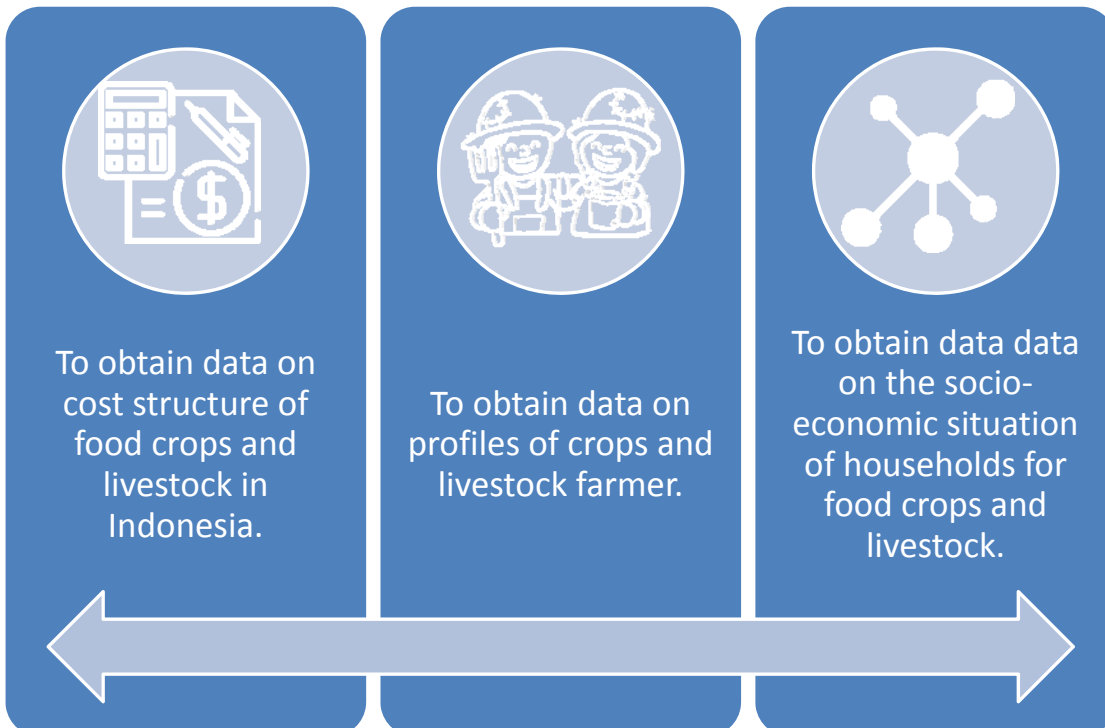 To obtain data on
cost structure of
food crops and
livestock in
Indonesia.
To obtain data on
profiles of crops and
livestock farmer.
To obtain data data
on the socio-
economic situation
of households for
food crops and
livestock.